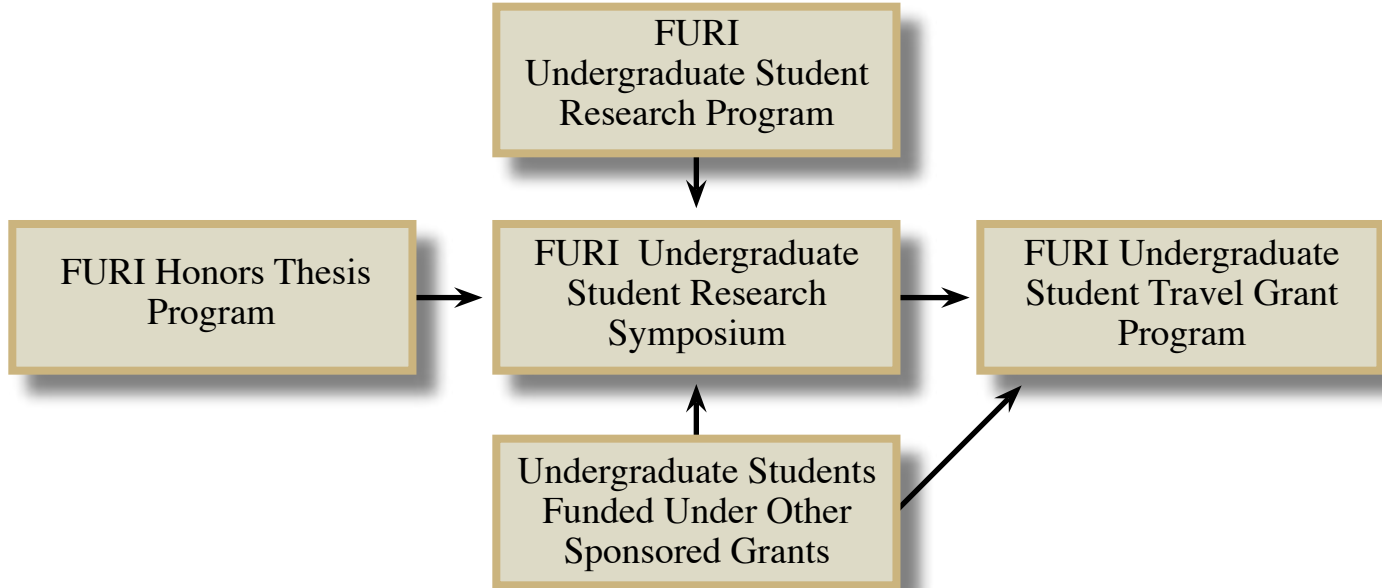 FURI
Undergraduate Student
Research Program
FURI Honors Thesis
Program
FURI Undergraduate
Student Research
Symposium
FURI Undergraduate
Student Travel Grant
Program
Undergraduate Students
Funded Under Other
Sponsored Grants